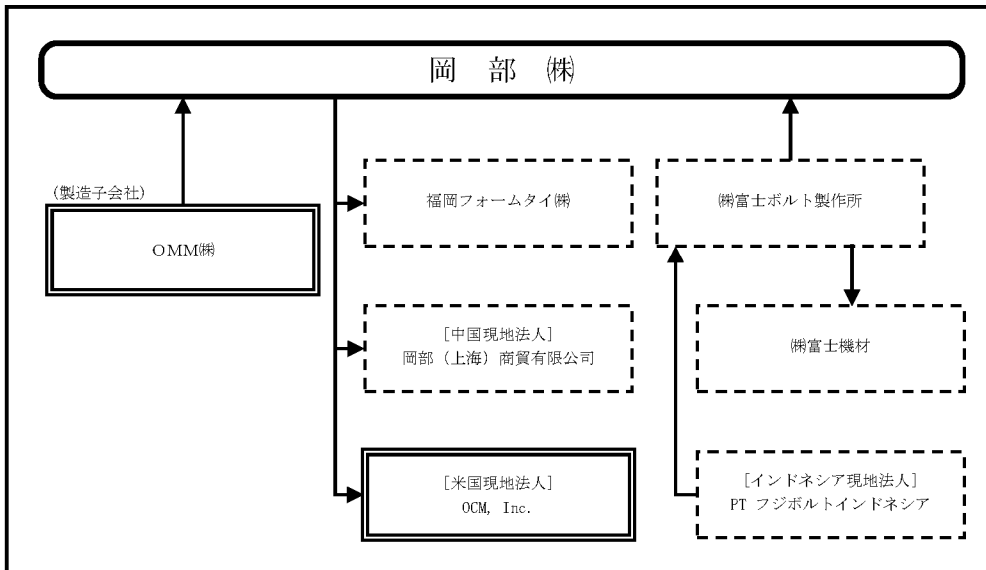 岡 部 ㈱
(製造子会社)
OMM㈱
福岡フォームタイ㈱
㈱富士ボルト製作所
[中国現地法人]
岡部（上海）商貿有限公司
㈱富士機材
[米国現地法人]
OCM, Inc.
[インドネシア現地法人]
PT フジボルトインドネシア